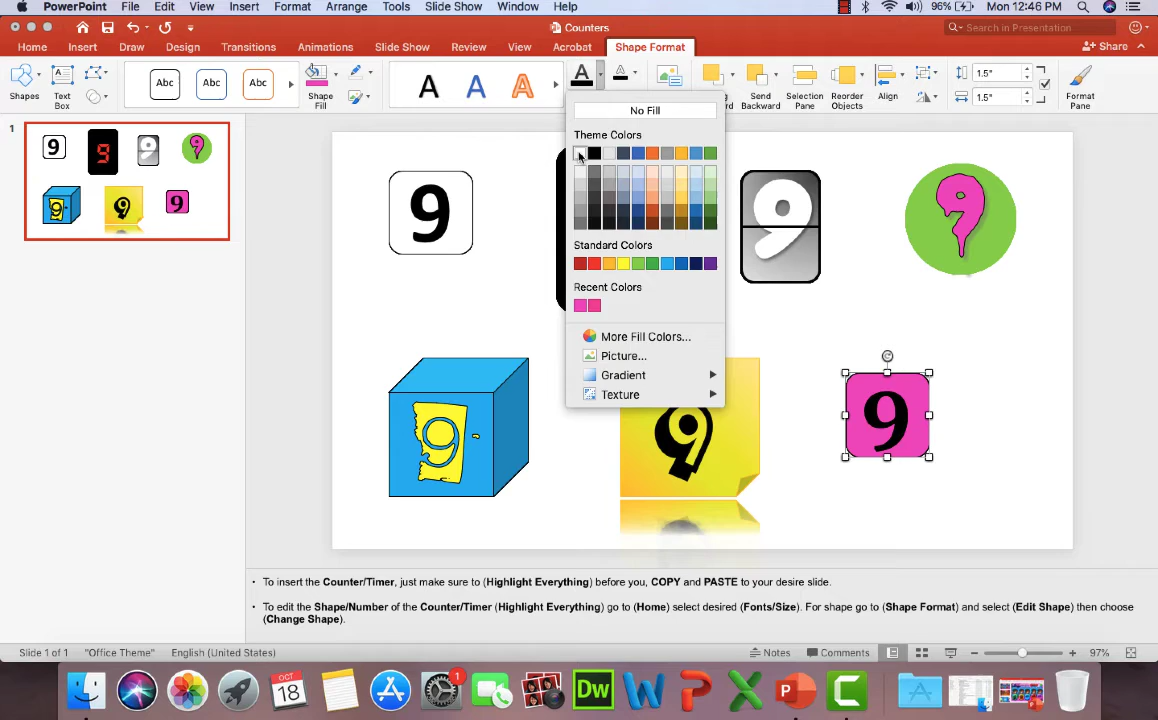 PowerPoint File Edit View Insert Format Arrange Tools Slide Show Window Help 96% Mon 12:46 PM
Counters Search in Presentation
Home Insert Draw Design Transitions Animations Slide Show Review View Acrobat Shape Format Share
Shapes Text Box Abc Abc Abc Shape Fill A A A A A Send Backward Selection Pane Reorder Objects Align 1.5" 1.5" Format Pane
No Fill
Theme Colors
Standard Colors
Recent Colors
More Fill Colors...
Picture...
Gradient
Texture
1
9 9 9 9
9 9 9
9 9 9
9 9 9
• To insert the Counter/Timer, just make sure to (Highlight Everything) before you, COPY and PASTE to your desire slide.
• To edit the Shape/Number of the Counter/Timer (Highlight Everything) go to (Home) select desired (Fonts/Size). For shape go to (Shape Format) and select (Edit Shape) then choose
(Change Shape).
Slide 1 of 1 "Office Theme" English (United States) Notes Comments 97%
OCT 18 1 Dw W P X P C